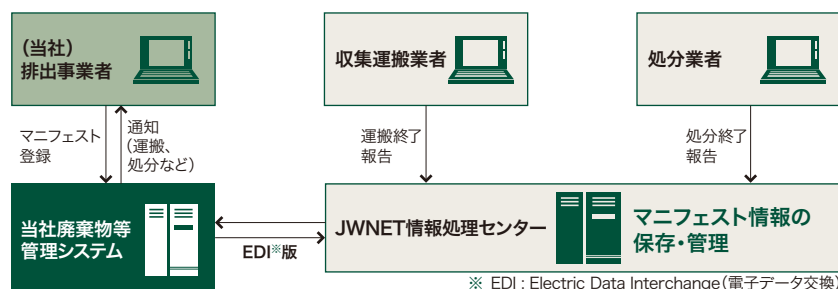 (当社)
排出事業者
収集運搬業者
処分業者
マニフェスト
登録
通知
(運搬、
処分など)
運搬終了
報告
処分終了
報告
当社廃棄物等
管理システム
EDI※版
JWNET情報処理センター
マニフェスト情報の
保存・管理
※ EDI : Electric Data Interchange(電子データ交換)